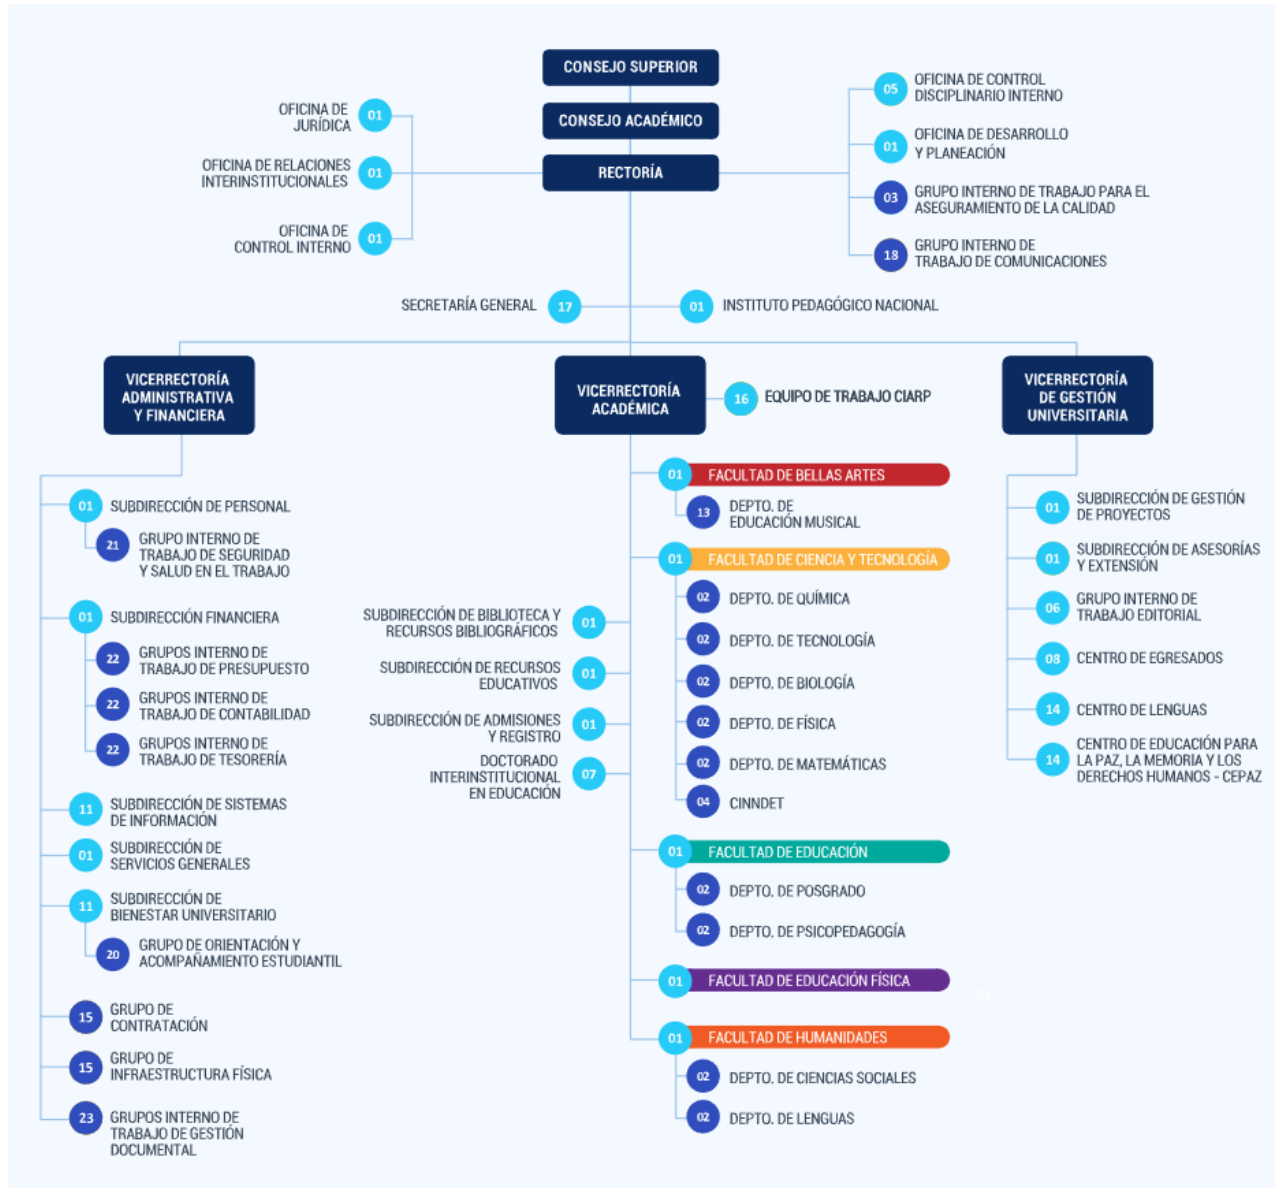 CONSEJO SUPERIOR
CONSEJO ACADÉMICO
RECTORÍA
OFICINA DE
JURÍDICA
01
OFICINA DE RELACIONES
INTERINSTITUCIONALES
01
OFICINA DE
CONTROL INTERNO
01
05
OFICINA DE CONTROL
DISCIPLINARIO INTERNO
01
OFICINA DE DESARROLLO
Y PLANEACIÓN
03
GRUPO INTERNO DE TRABAJO PARA EL
ASEGURAMIENTO DE LA CALIDAD
18
GRUPO INTERNO DE
TRABAJO DE COMUNICACIONES
SECRETARÍA GENERAL
17
01
INSTITUTO PEDAGÓGICO NACIONAL
VICERRECTORÍA
ADMINISTRATIVA
Y FINANCIERA
01
SUBDIRECCIÓN DE PERSONAL
21
GRUPO INTERNO DE
TRABAJO DE SEGURIDAD
Y SALUD EN EL TRABAJO
01
SUBDIRECCIÓN FINANCIERA
22
GRUPOS INTERNO DE
TRABAJO DE PRESUPUESTO
22
GRUPOS INTERNO DE
TRABAJO DE CONTABILIDAD
22
GRUPOS INTERNO DE
TRABAJO DE TESORERÍA
11
SUBDIRECCIÓN DE SISTEMAS
DE INFORMACIÓN
01
SUBDIRECCIÓN DE
SERVICIOS GENERALES
11
SUBDIRECCIÓN DE
BIENESTAR UNIVERSITARIO
20
GRUPO DE ORIENTACIÓN Y
ACOMPAÑAMIENTO ESTUDIANTIL
15
GRUPO DE
CONTRATACIÓN
15
GRUPO DE
INFRAESTRUCTURA FÍSICA
23
GRUPOS INTERNO DE
TRABAJO DE GESTIÓN
DOCUMENTAL
VICERRECTORÍA
ACADÉMICA
16
EQUIPO DE TRABAJO CIARP
SUBDIRECCIÓN DE BIBLIOTECA Y
RECURSOS BIBLIOGRÁFICOS
01
SUBDIRECCIÓN DE RECURSOS
EDUCATIVOS
01
SUBDIRECCIÓN DE ADMISIONES
Y REGISTRO
01
DOCTORADO
INTERINSTITUCIONAL
EN EDUCACIÓN
07
01
FACULTAD DE BELLAS ARTES
13
DEPTO. DE
EDUCACIÓN MUSICAL
01
FACULTAD DE CIENCIA Y TECNOLOGÍA
02
DEPTO. DE QUÍMICA
02
DEPTO. DE TECNOLOGÍA
02
DEPTO. DE BIOLOGÍA
02
DEPTO. DE FÍSICA
02
DEPTO. DE MATEMÁTICAS
04
CINNDET
01
FACULTAD DE EDUCACIÓN
02
DEPTO. DE POSGRADO
02
DEPTO. DE PSICOPEDAGOGÍA
01
FACULTAD DE EDUCACIÓN FÍSICA
01
01
FACULTAD DE HUMANIDADES
02
DEPTO. DE CIENCIAS SOCIALES
02
DEPTO. DE LENGUAS
VICERRECTORÍA
DE GESTIÓN
UNIVERSITARIA
01
SUBDIRECCIÓN DE GESTIÓN
DE PROYECTOS
01
SUBDIRECCIÓN DE ASESORÍAS
Y EXTENSIÓN
06
GRUPO INTERNO DE
TRABAJO EDITORIAL
08
CENTRO DE EGRESADOS
14
CENTRO DE LENGUAS
14
CENTRO DE EDUCACIÓN PARA
LA PAZ, LA MEMORIA Y LOS
DERECHOS HUMANOS - CEPAZ